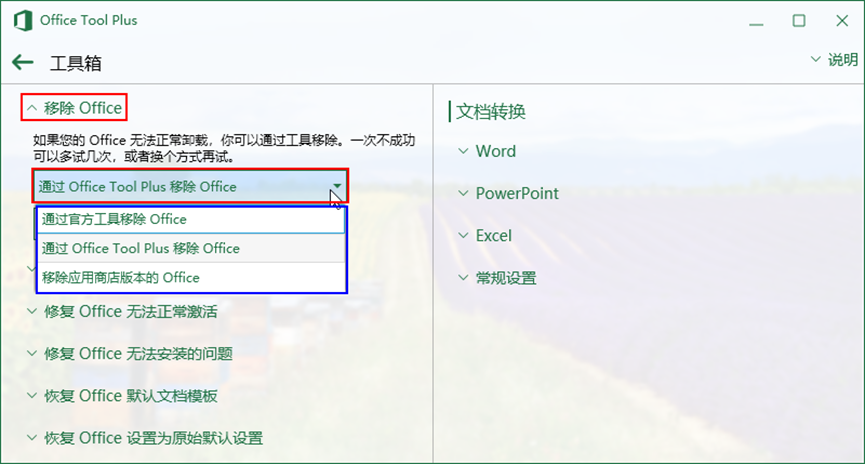 Office Tool Plus
工具箱
说明
移除 Office
如果您的 Office 无法正常卸载，你可以通过工具移除。一次不成功
可以多试几次，或者换个方式再试。
通过 Office Tool Plus 移除 Office
通过官方工具移除 Office
通过 Office Tool Plus 移除 Office
移除应用商店版本的 Office
修复 Office 无法正常激活
修复 Office 无法安装的问题
恢复 Office 默认文档模板
恢复 Office 设置为原始默认设置
文档转换
Word
PowerPoint
Excel
常规设置